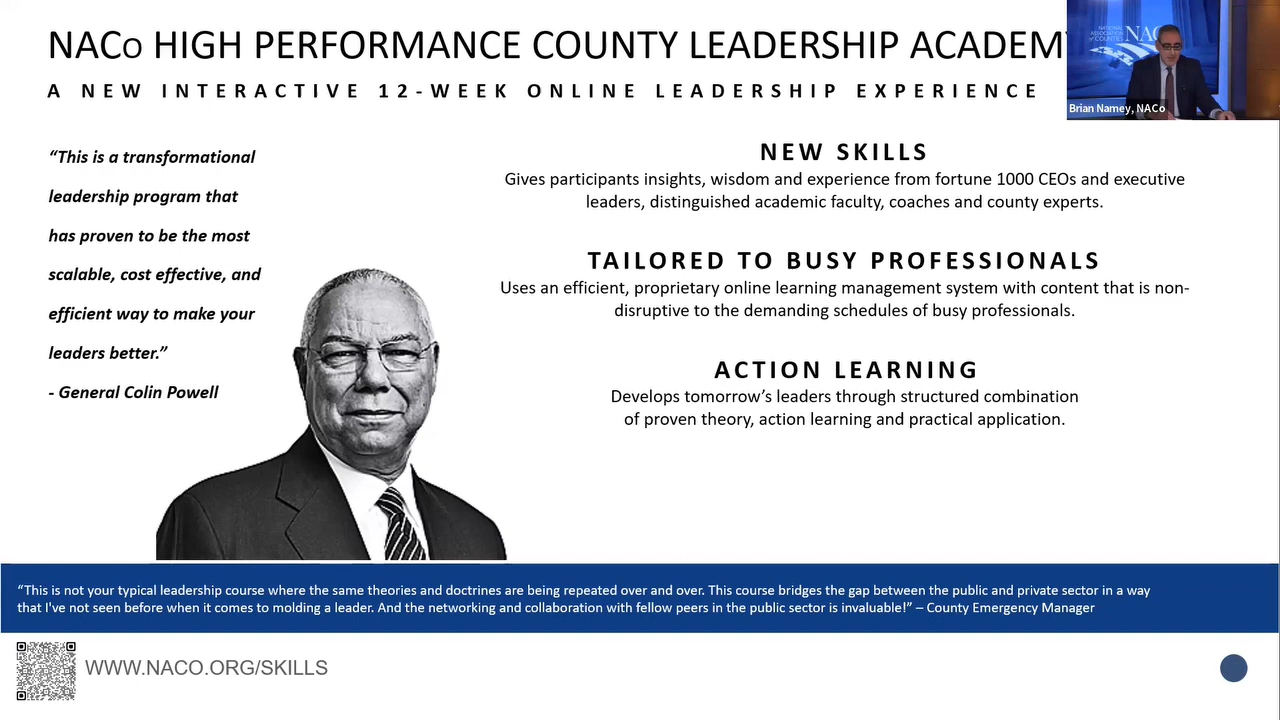 NACo HIGH PERFORMANCE COUNTY LEADERSHIP ACADEMY
A NEW INTERACTIVE 12-WEEK ONLINE LEADERSHIP EXPERIENCE
NATIONAL
ASSOCIATION
of COUNTIES
Brian Namey, NACo
“This is a transformational
leadership program that
has proven to be the most
scalable, cost effective, and
efficient way to make your
leaders better.”
- General Colin Powell
NEW SKILLS
Gives participants insights, wisdom and experience from fortune 1000 CEOs and executive
leaders, distinguished academic faculty, coaches and county experts.
TAILORED TO BUSY PROFESSIONALS
Uses an efficient, proprietary online learning management system with content that is non-
disruptive to the demanding schedules of busy professionals.
ACTION LEARNING
Develops tomorrow’s leaders through structured combination
of proven theory, action learning and practical application.
“This is not your typical leadership course where the same theories and doctrines are being repeated over and over. This course bridges the gap between the public and private sector in a way
that I've not seen before when it comes to molding a leader. And the networking and collaboration with fellow peers in the public sector is invaluable!” – County Emergency Manager
WWW.NACO.ORG/SKILLS